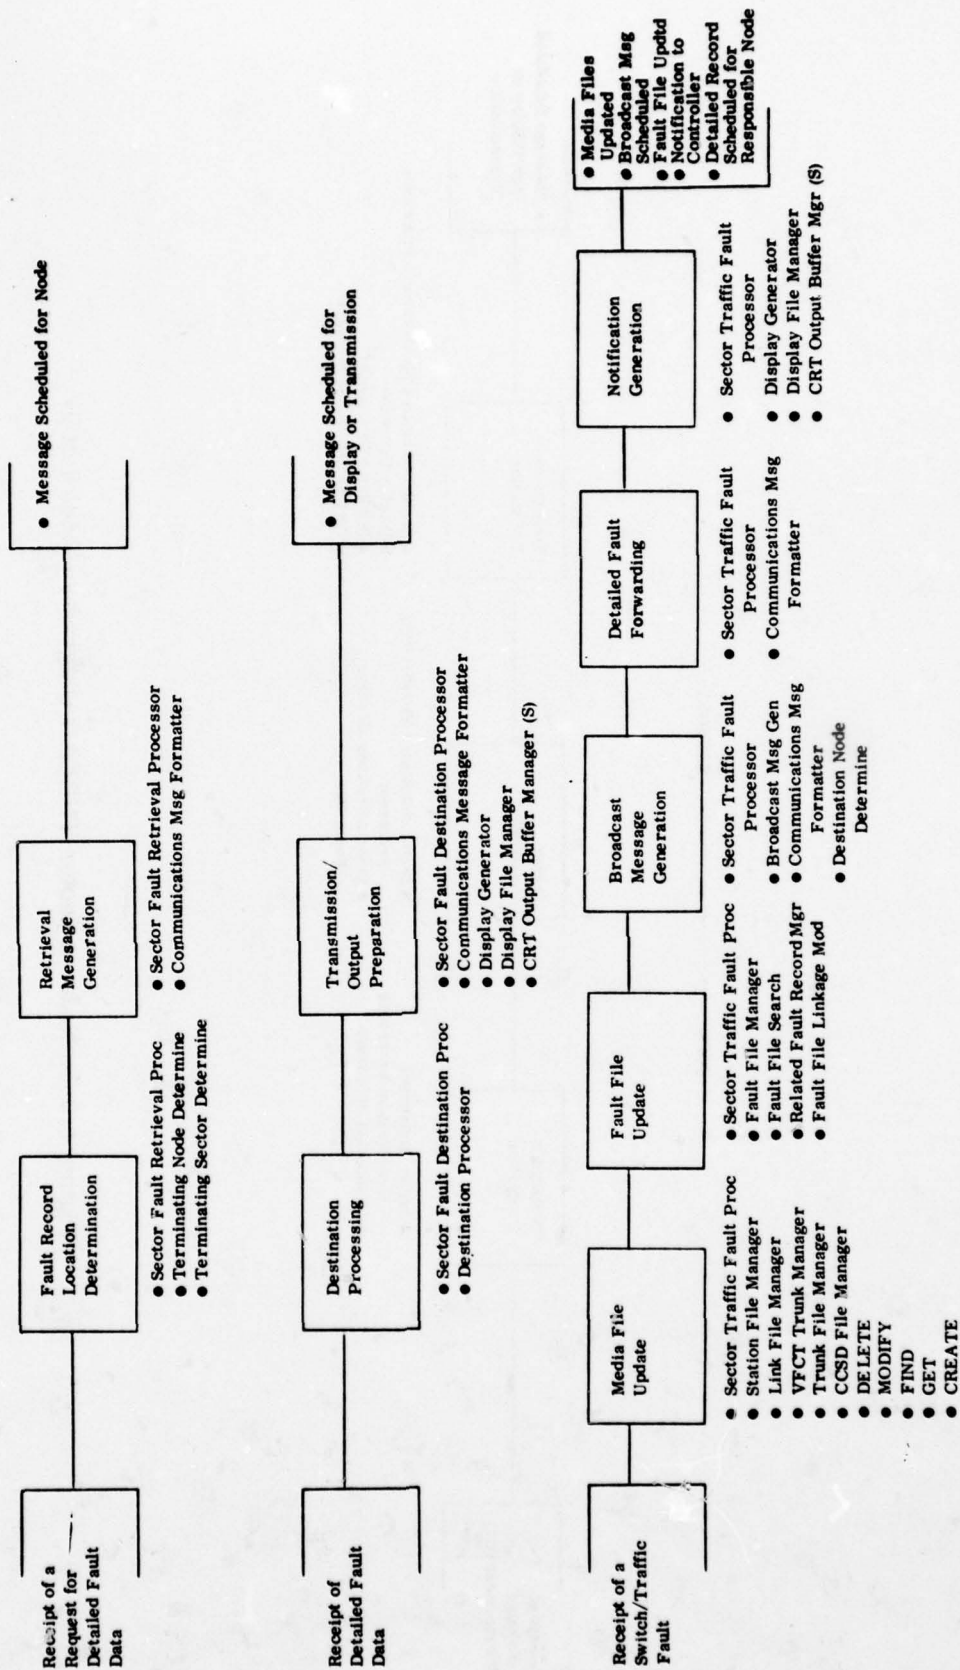 Receipt of a
Request for
Detailed Fault
Data
Fault Record
Location
Determination
● Sector Fault Retrieval Proc
● Terminating Node Determine
● Terminating Sector Determine
Retrieval
Message
Generation
● Sector Fault Retrieval Processor
● Communications Msg Formatter
● Message Scheduled for Node
Receipt of
Detailed Fault
Data
Destination
Processing
● Sector Fault Destination Proc
● Destination Processor
Transmission/
Output
Preparation
● Sector Fault Destination Processor
● Communications Message Formatter
● Display Generator
● Display File Manager
● CRT Output Buffer Manager (S)
● Message Scheduled for
Display or Transmission
Receipt of a
Switch/Traffic
Fault
Media File
Update
● Sector Traffic Fault Proc
● Station File Manager
● Link File Manager
● VFCT Trunk Manager
● Trunk File Manager
● CCSD File Manager
● DELETE
● MODIFY
● FIND
● GET
● CREATE
Fault File
Update
● Sector Traffic Fault Proc
● Fault File Manager
● Fault File Search
● Related Fault Record Mgr
● Fault File Linkage Mod
Broadcast
Message
Generation
● Sector Traffic Fault
Processor
● Broadcast Msg Gen
● Communications Msg
Formatter
● Destination Node
Determine
Detailed Fault
Forwarding
● Sector Traffic Fault
Processor
● Communications Msg
Formatter
Notification
Generation
● Sector Traffic Fault
Processor
● Display Generator
● Display File Manager
● CRT Output Buffer Mgr (S)
● Media Files
Updated
● Broadcast Msg
Scheduled
● Fault File Updtd
● Notification to
Controller
● Detailed Record
Scheduled for
Responsible Node